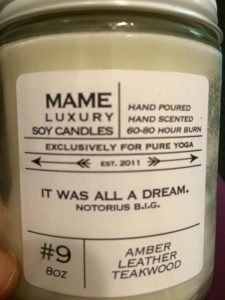 MAME
LUXURY
SOY CANDLES
HAND POURED
HAND SCENTED
60-80 HOUR BURN
EXCLUSIVELY FOR PURE YOGA
EST. 2011
IT WAS ALL A DREAM.
NOTORIUS B.I.G.
#9
8OZ
AMBER
LEATHER
TEAKWOOD